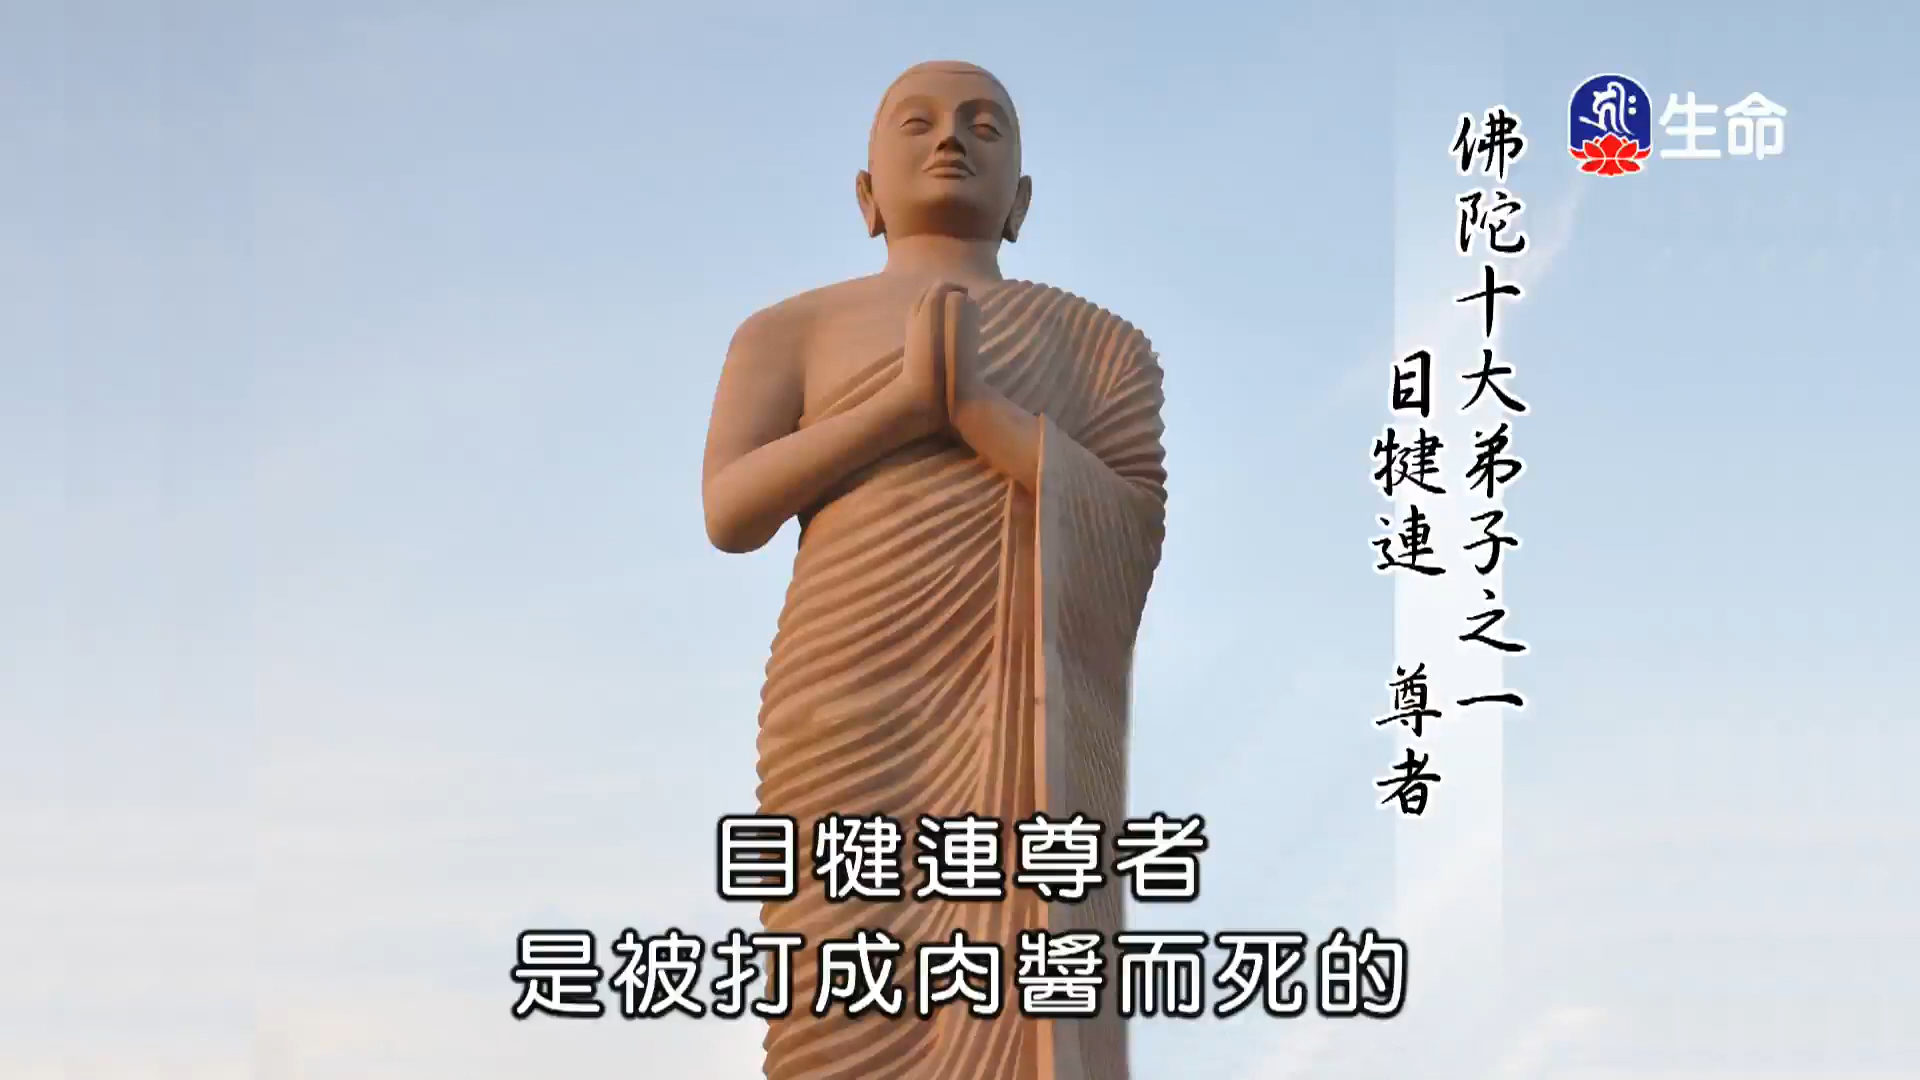 生命
佛陀十大弟子之一
目犍連 尊者
目犍連尊者
是被打成肉醬而死的